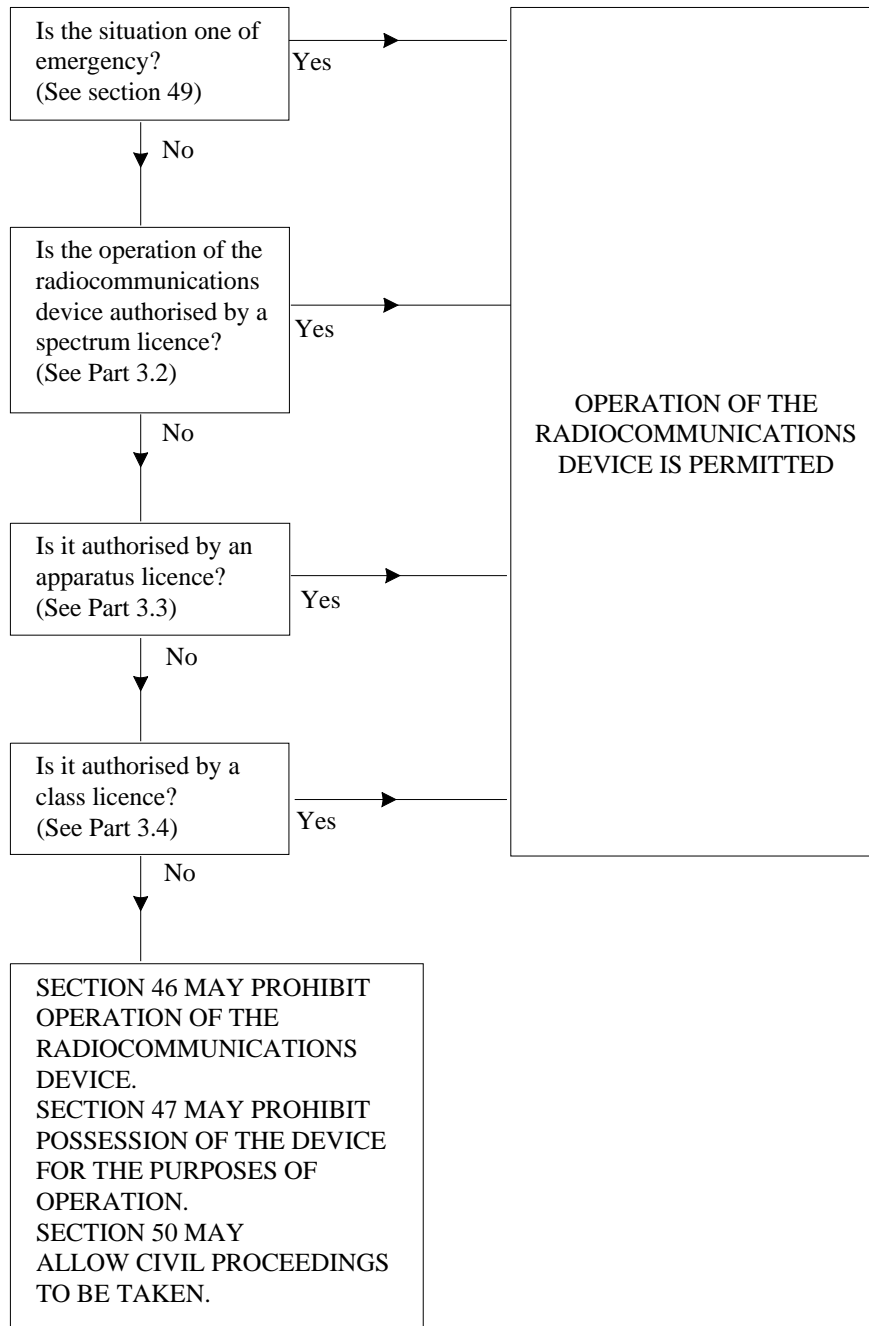 Is the situation one of
emergency?
(See section 49)
Yes
No
Is the operation of the
radiocommunications
device authorised by a
spectrum licence?
(See Part 3.2)
Yes
No
OPERATION OF THE
RADIOCOMMUNICATIONS
DEVICE IS PERMITTED
Is it authorised by an
apparatus licence?
(See Part 3.3)
Yes
No
Is it authorised by a
class licence?
(See Part 3.4)
Yes
No
SECTION 46 MAY PROHIBIT
OPERATION OF THE
RADIOCOMMUNICATIONS
DEVICE.
SECTION 47 MAY PROHIBIT
POSSESSION OF THE DEVICE
FOR THE PURPOSES OF
OPERATION.
SECTION 50 MAY
ALLOW CIVIL PROCEEDINGS
TO BE TAKEN.